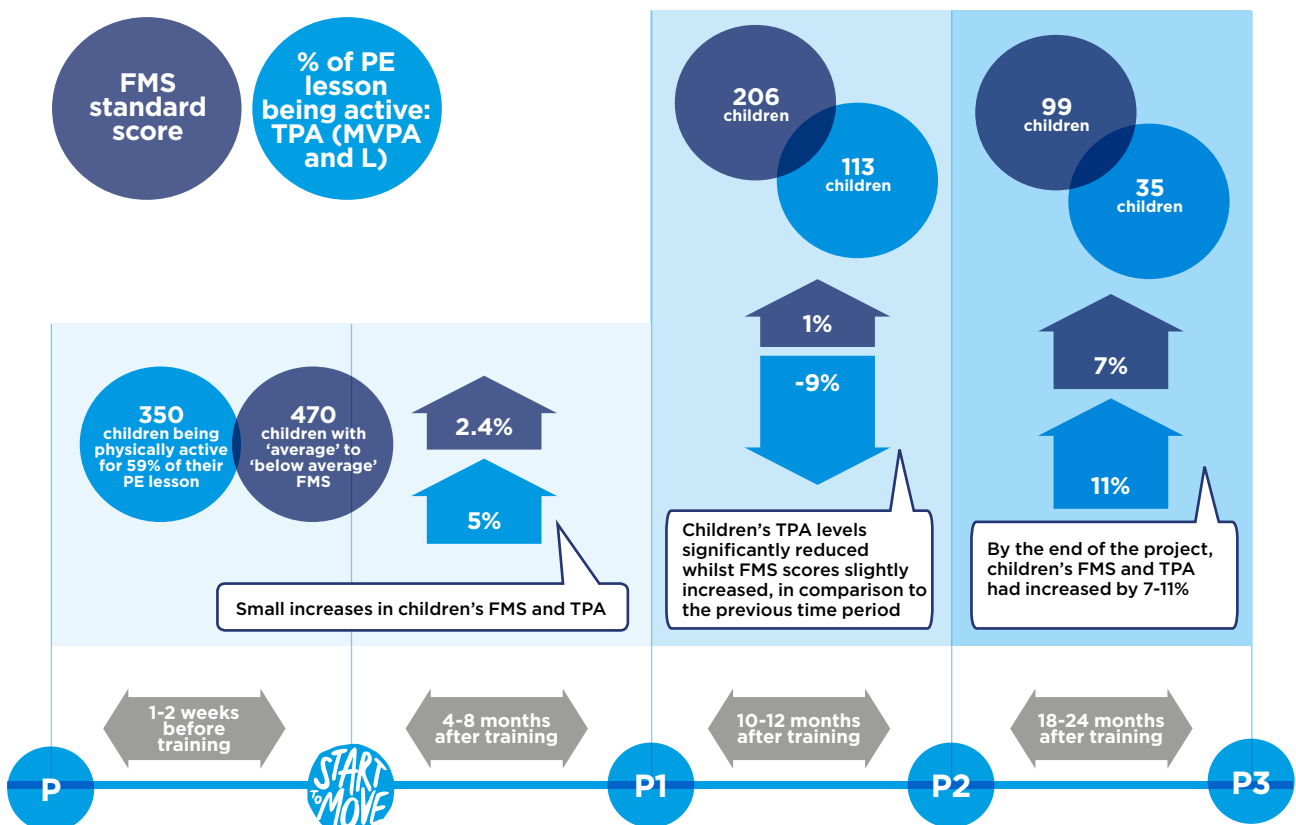 FMS
standard
score
% of PE
lesson
being active:
TPA (MVPA
and L)
206
children
113
children
99
children
35
children
1%
-9%
7%
11%
350
children being
physically active
for 59% of their
PE lesson
470
children with
‘average’ to
‘below average’
FMS
2.4%
5%
Small increases in children’s FMS and TPA
Children’s TPA levels
significantly reduced
whilst FMS scores slightly
increased, in comparison to
the previous time period
By the end of the project,
children’s FMS and TPA
had increased by 7-11%
1-2 weeks
before
training
4-8 months
after training
10-12 months
after training
18-24 months
after training
P
START
TO
MOVE
P1
P2
P3